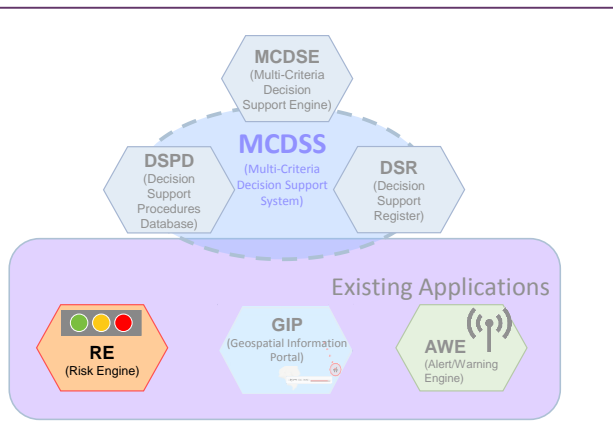 MCDSE
(Multi-Criteria
Decision
Support Engine)
MCDSS
(Multi-Criteria
Decision Support
System)
DSPD
(Decision
Support
Procedures
Database)
DSR
(Decision
Support
Register)
Existing Applications
RE
(Risk Engine)
GIP
(Geospatial Information
Portal)
AWE
(Alert/Warning
Engine)